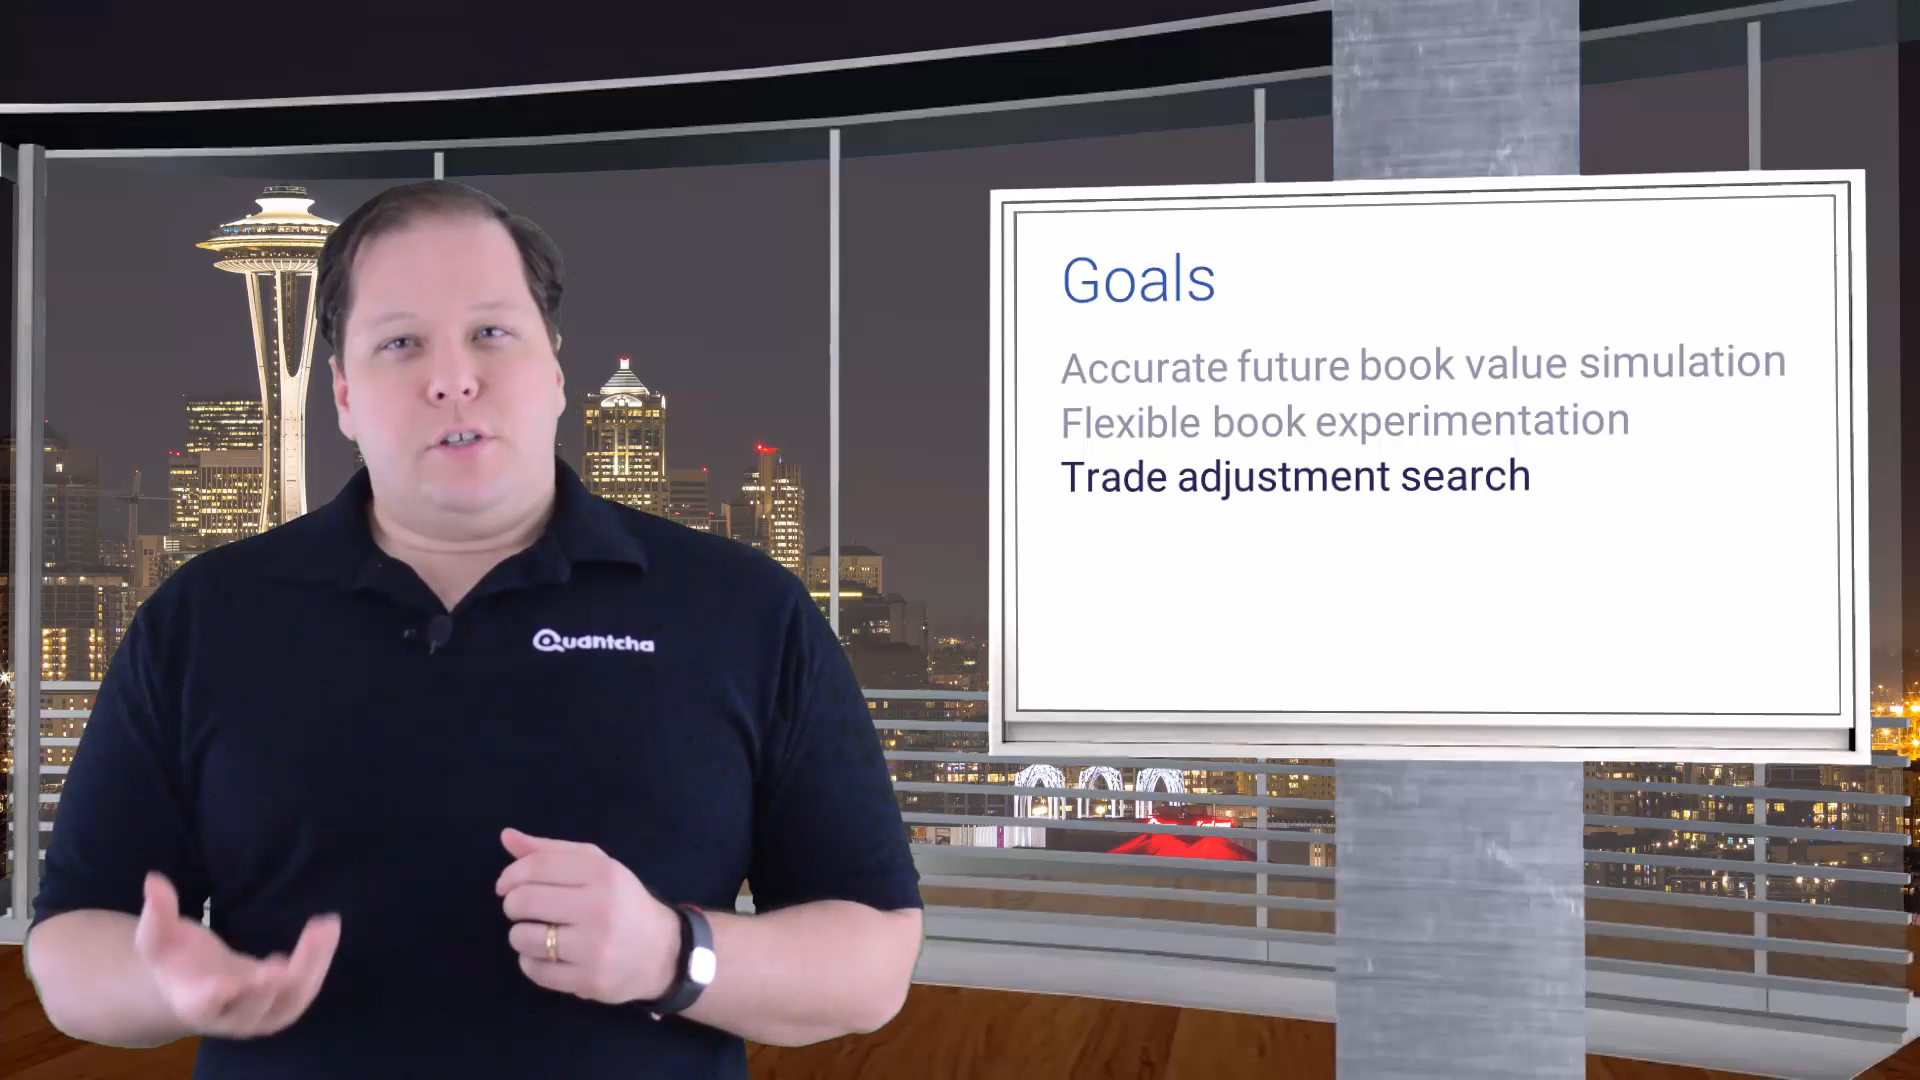 Goals
Accurate future book value simulation
Flexible book experimentation
Trade adjustment search
Quantcha